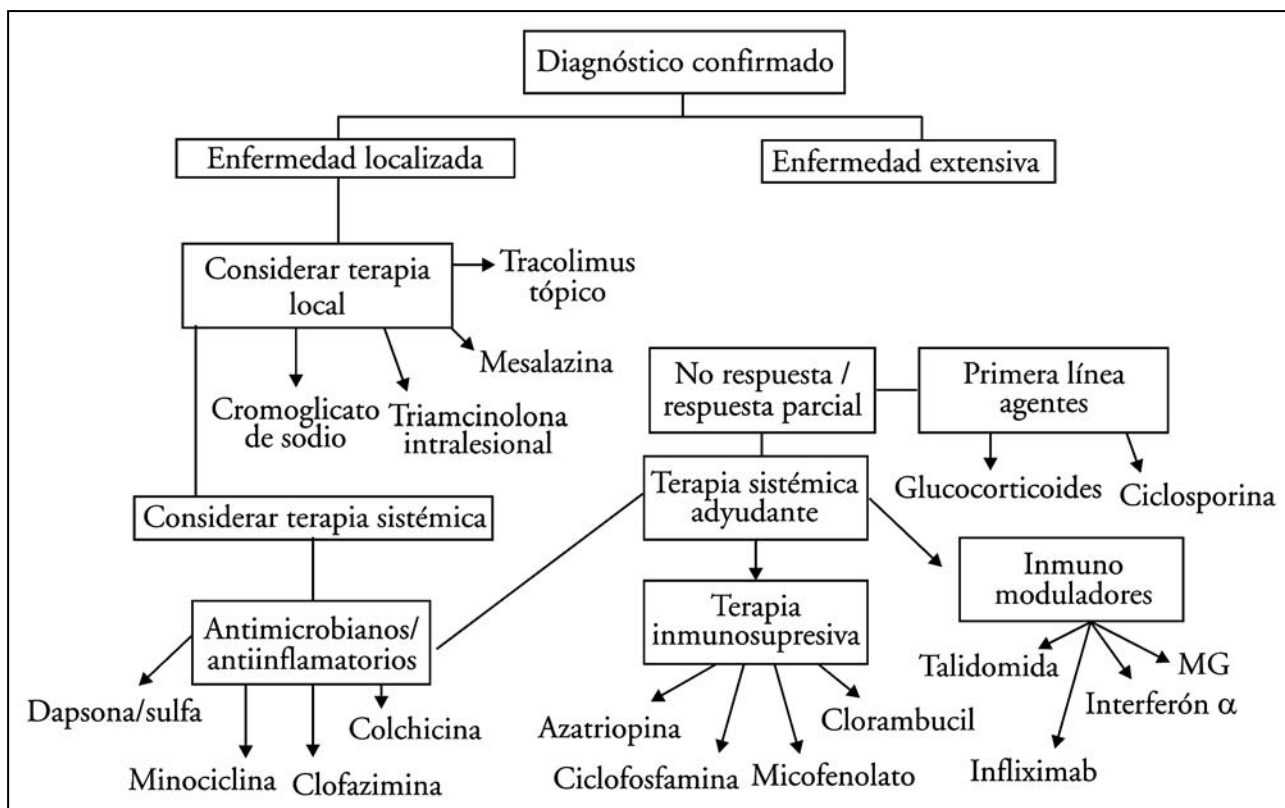 Diagnóstico confirmado
Enfermedad localizada
Enfermedad extensiva
Considerar terapia
local
Tracolimus
tópico
Mesalazina
Cromoglicato
de sodio
Triamcinolona
intralesional
No respuesta /
respuesta parcial
Primera línea
agentes
Glucocorticoides
Ciclosporina
Considerar terapia sistémica
Terapia sistémica
adyudante
Antimicrobianos/
antiinflamatorios
Terapia
inmunosupresiva
Inmuno
moduladores
Dapsona/sulfa
Minociclina
Clofazimina
Colchicina
Azatriopina
Ciclofosfamina
Micofenolato
Clorambucil
Talidomida
Infliximab
Interferón α
MG